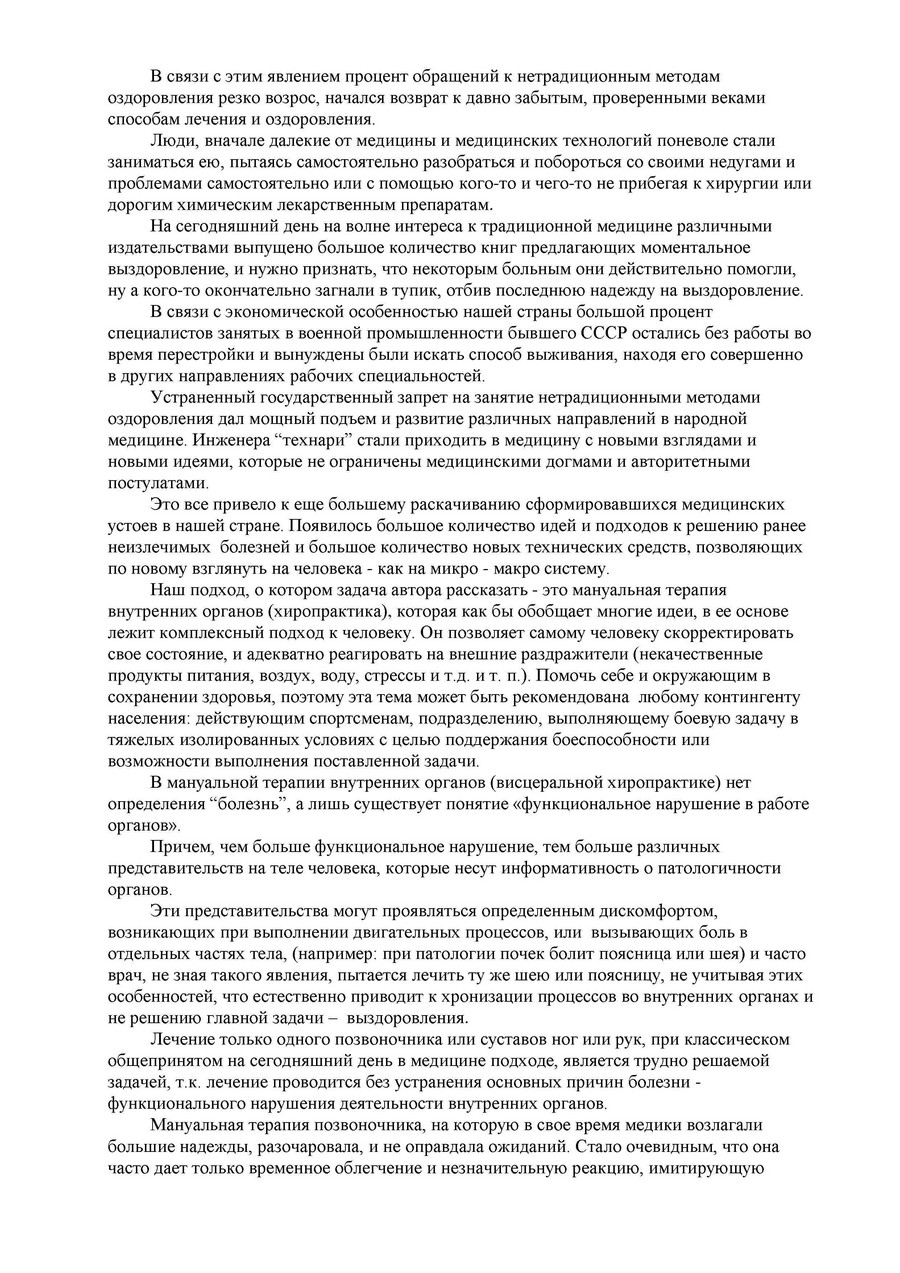 В связи с этим явлением процент обращений к нетрадиционным методам
оздоровления резко возрос, начался возврат к давно забытым, проверенными веками
способам лечения и оздоровления.
Люди, вначале далекие от медицины и медицинских технологий поневоле стали
заниматься ею, пытаясь самостоятельно разобраться и побороться со своими недугами и
проблемами самостоятельно или с помощью кого-то и чего-то не прибегая к хирургии или
дорогим химическим лекарственным препаратам.
На сегодняшний день на волне интереса к традиционной медицине различными
издательствами выпущено большое количество книг предлагающих моментальное
выздоровление, и нужно признать, что некоторым больным они действительно помогли,
ну а кого-то окончательно загнали в тупик, отбив последнюю надежду на выздоровление.
В связи с экономической особенностью нашей страны большой процент
специалистов занятых в военной промышленности бывшего СССР остались без работы во
время перестройки и вынуждены были искать способ выживания, находя его совершенно
в других направлениях рабочих специальностей.
Устраненный государственный запрет на занятие нетрадиционными методами
оздоровления дал мощный подъем и развитие различных направлений в народной
медицине. Инженера “технари” стали приходить в медицину с новыми взглядами и
новыми идеями, которые не ограничены медицинскими догмами и авторитетными
постулатами.
Это все привело к еще большему раскачиванию сформировавшихся медицинских
устоев в нашей стране. Появилось большое количество идей и подходов к решению ранее
неизлечимых  болезней и большое количество новых технических средств, позволяющих
по новому взглянуть на человека - как на микро - макро систему.
Наш подход, о котором задача автора рассказать - это мануальная терапия
внутренних органов (хиропрактика), которая как бы обобщает многие идеи, в ее основе
лежит комплексный подход к человеку. Он позволяет самому человеку скорректировать
свое состояние, и адекватно реагировать на внешние раздражители (некачественные
продукты питания, воздух, воду, стрессы и т.д. и т. п.). Помочь себе и окружающим в
сохранении здоровья, поэтому эта тема может быть рекомендована  любому контингенту
населения: действующим спортсменам, подразделению, выполняющему боевую задачу в
тяжелых изолированных условиях с целью поддержания боеспособности или
возможности выполнения поставленной задачи.
В мануальной терапии внутренних органов (висцеральной хиропрактике) нет
определения “болезнь”, а лишь существует понятие «функциональное нарушение в работе
органов».
Причем, чем больше функциональное нарушение, тем больше различных
представительств на теле человека, которые несут информативность о патологичности
органов.
Эти представительства могут проявляться определенным дискомфортом,
возникающих при выполнении двигательных процессов, или  вызывающих боль в
отдельных частях тела, (например: при патологии почек болит поясница или шея) и часто
врач, не зная такого явления, пытается лечить ту же шею или поясницу, не учитывая этих
особенностей, что естественно приводит к хронизации процессов во внутренних органах и
не решению главной задачи –  выздоровления.
Лечение только одного позвоночника или суставов ног или рук, при классическом
общепринятом на сегодняшний день в медицине подходе, является трудно решаемой
задачей, т.к. лечение проводится без устранения основных причин болезни -
функционального нарушения деятельности внутренних органов.
Мануальная терапия позвоночника, на которую в свое время медики возлагали
большие надежды, разочаровала, и не оправдала ожиданий. Стало очевидным, что она
часто дает только временное облегчение и незначительную реакцию, имитирующую